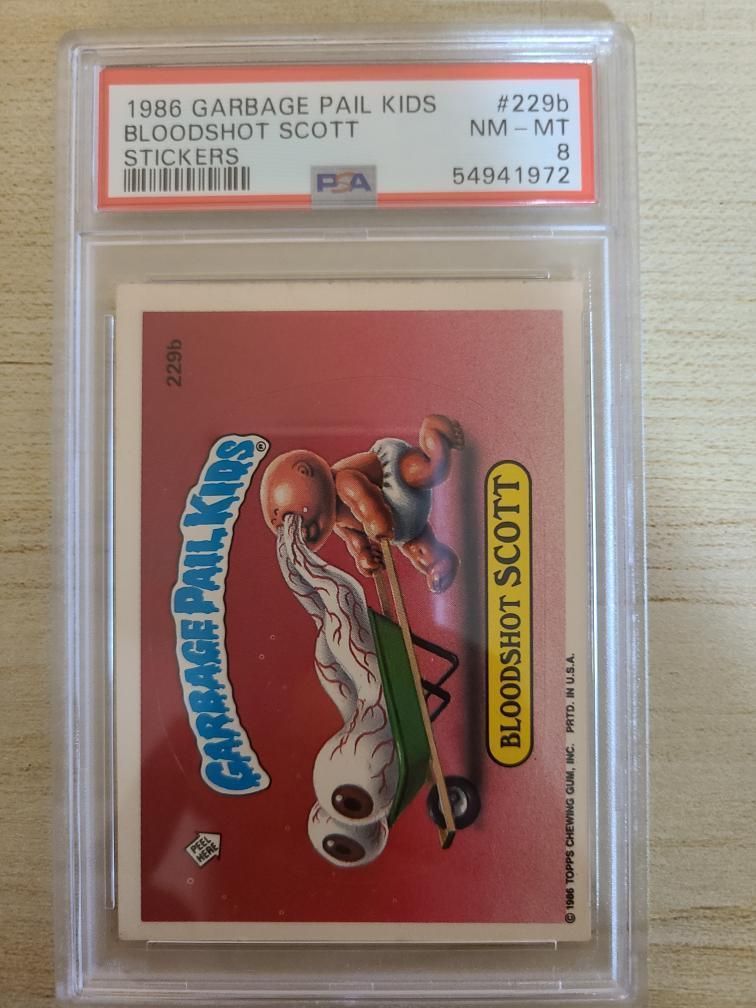 1986 GARBAGE PAIL KIDS #229b
BLOODSHOT SCOTT NM - MT
STICKERS 8
PSA 54941972
229b
GARBAGE PAIL KIDS®
PEEL HERE
BLOODSHOT SCOTT
© 1986 TOPPS CHEWING GUM, INC. PRTD. IN U.S.A.